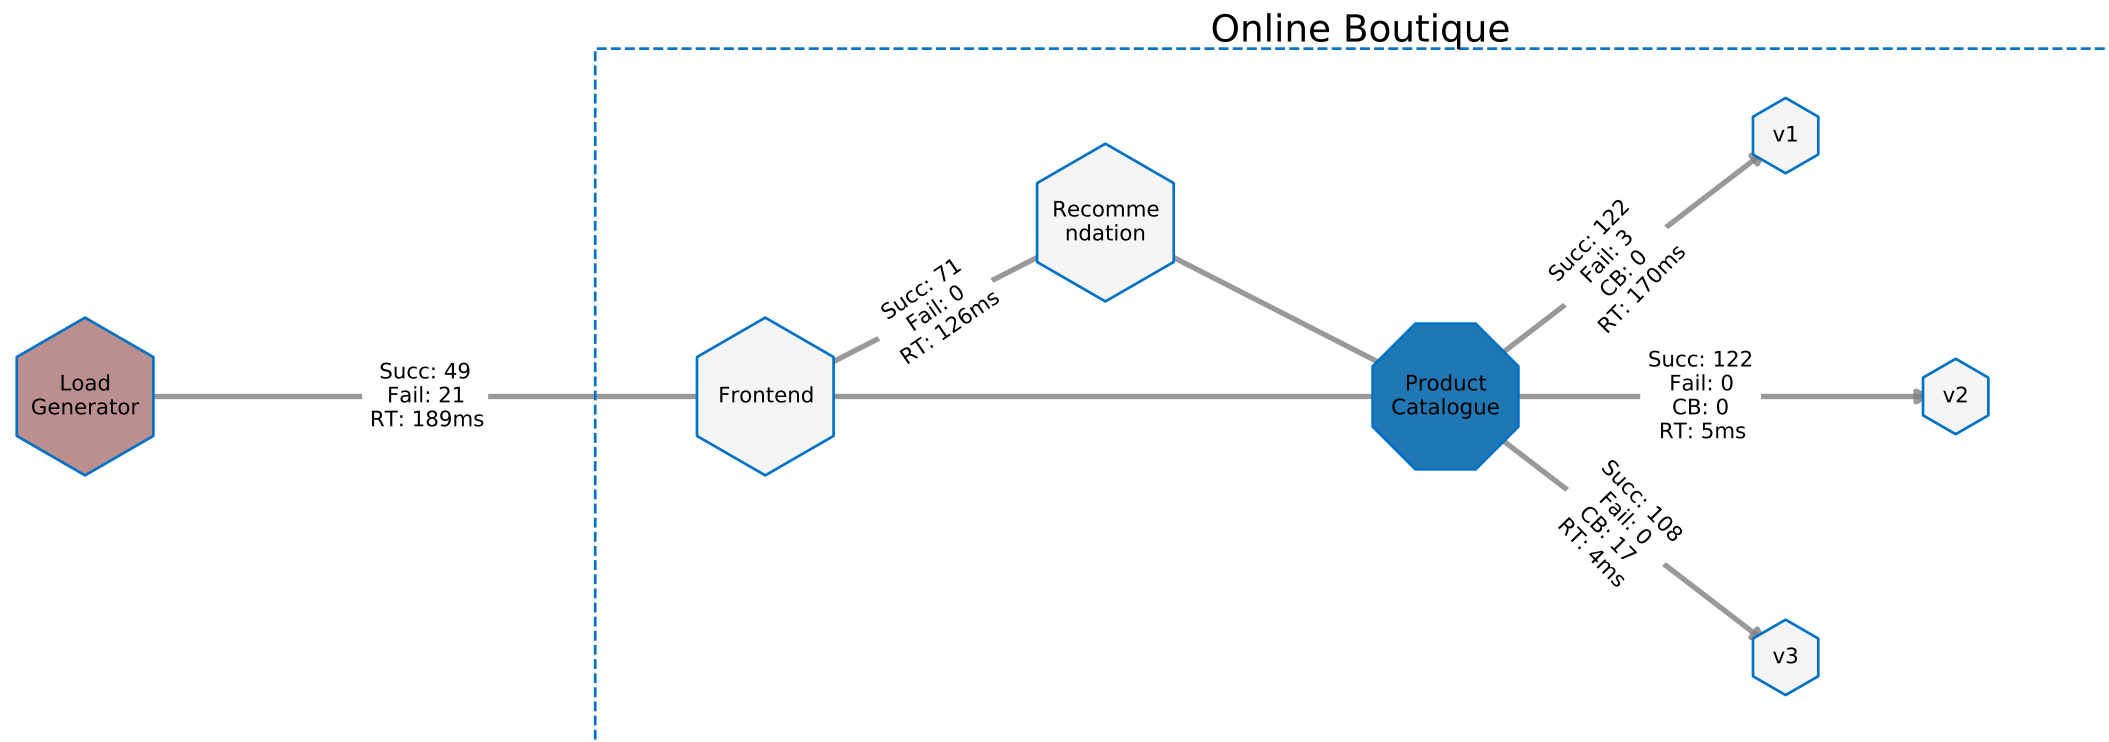 Online Boutique
Load
Generator
Succ: 49
Fail: 21
RT: 189ms
Frontend
Succ: 71
Fail: 0
RT: 126ms
Recomme
ndation
Product
Catalogue
Succ: 122
Fail: 3
CB: 0
RT: 170ms
v1
Succ: 122
Fail: 0
CB: 0
RT: 5ms
v2
Succ: 108
Fail: 0
CB: 17
RT: 4ms
v3